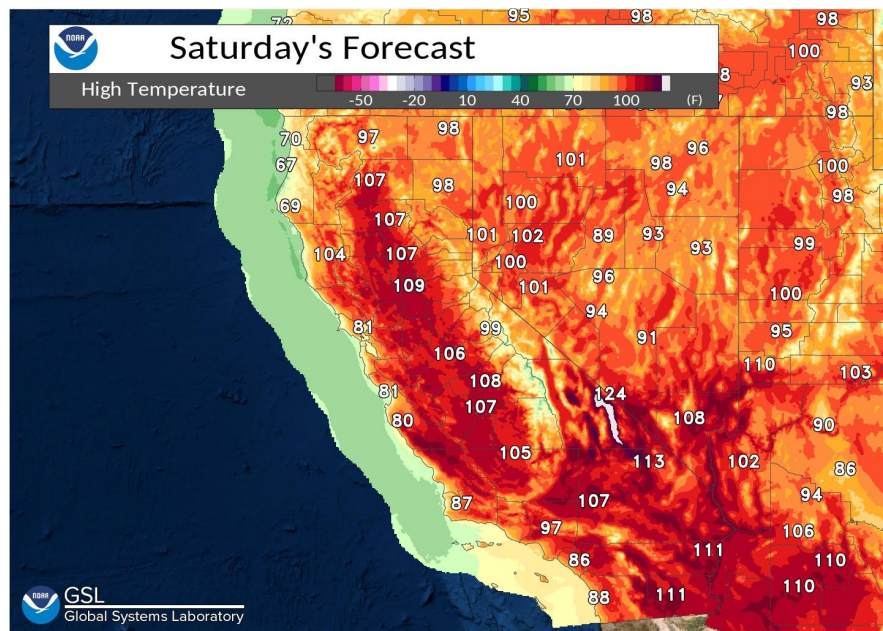 72 95 98 98
NOAA
Saturday's Forecast
100
High Temperature
-50 -20 10 40 70 100 (F)
93
98
70 97 98 96
67 101 98 100
107 98 94 98
69 100
107 101 102 89 93 93 99
104 107 100
109 101 96 100
81 99 94 91 95
106 110 103
81 108 124
80 107 108 90
105 113 102 86
87 107 94
97 106
86 111 110
88 111 110
NOAA
GSL
Global Systems Laboratory